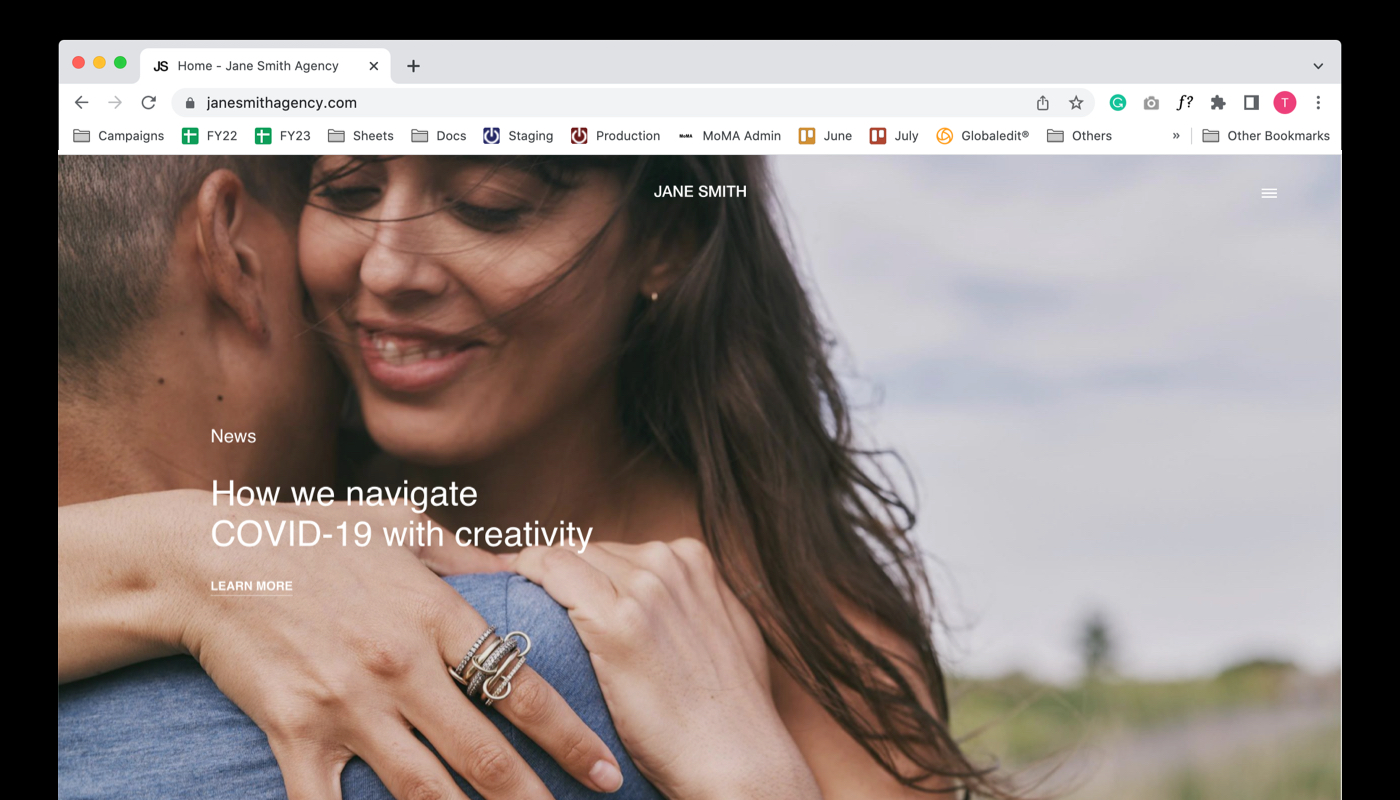 JS Home - Jane Smith Agency
janesmithagency.com
f? T
Campaigns FY22 FY23 Sheets Docs Staging Production MoMA MoMA Admin June July Globaledit® Others » Other Bookmarks
JANE SMITH
News
How we navigate
COVID-19 with creativity
LEARN MORE